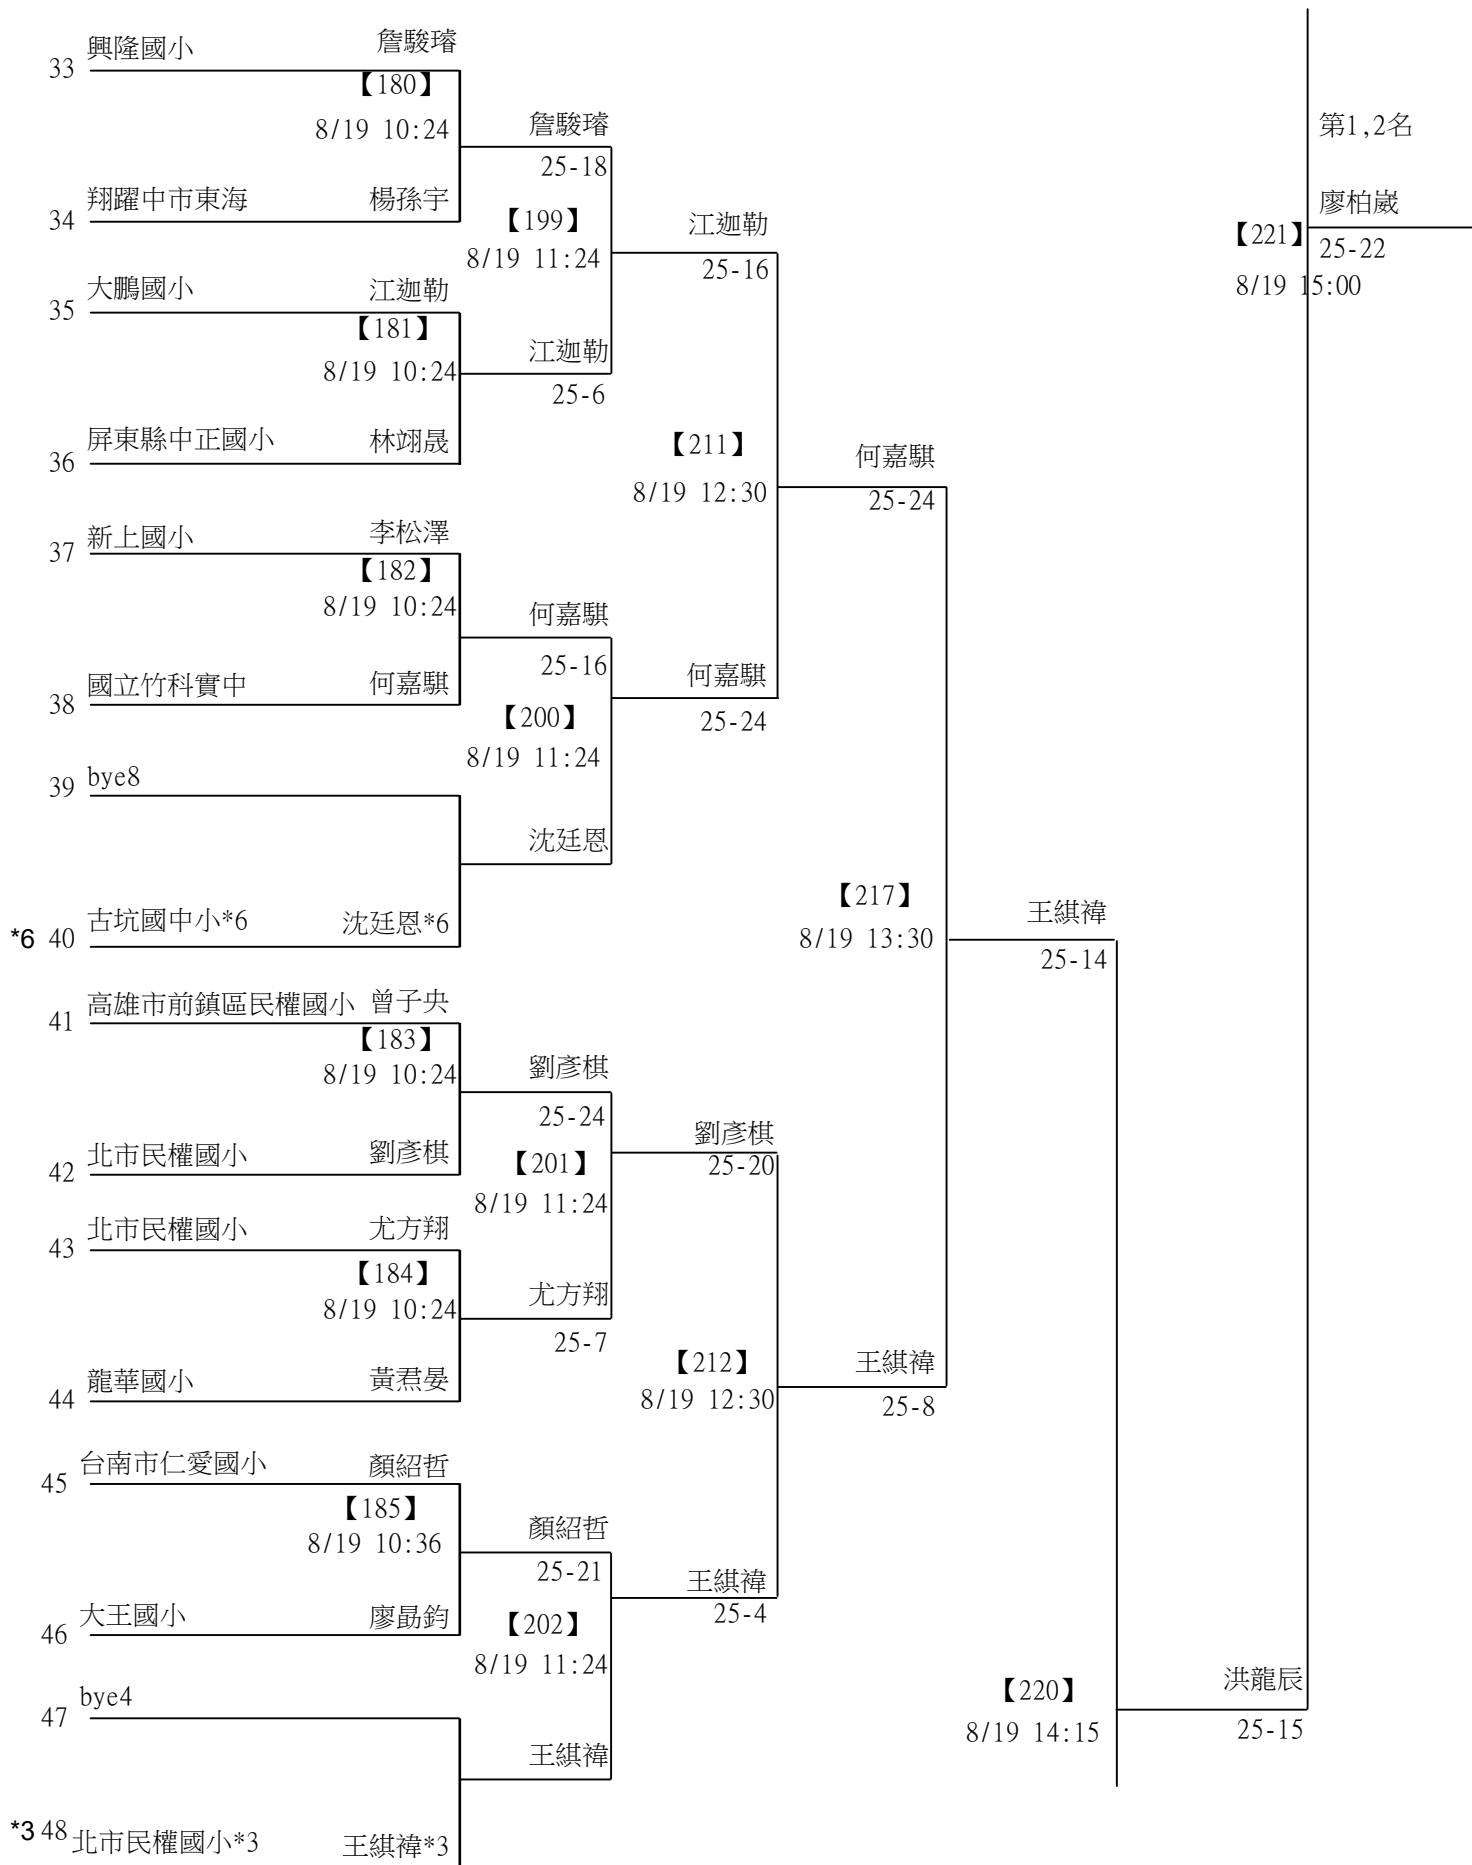 興隆國小 詹駿璿
33
【180】
8/19 10:24
詹駿璿
25-18
翔躍中市東海 楊孫宇
34
【199】
8/19 11:24
江迦勒
25-16
大鵬國小 江迦勒
35
【181】
8/19 10:24
江迦勒
25-6
屏東縣中正國小 林翊晟
36
【211】
8/19 12:30
何嘉騏
25-24
新上國小 李松澤
37
【182】
8/19 10:24
何嘉騏
25-16
國立竹科實中 何嘉騏
38
【200】
8/19 11:24
何嘉騏
25-24
39 bye8
沈廷恩
*6 40 古坑國中小*6 沈廷恩*6
【217】
8/19 13:30
王綨禕
25-14
高雄市前鎮區民權國小 曾子央
41
【183】
8/19 10:24
劉彥棋
25-24
北市民權國小 劉彥棋
42
【201】
8/19 11:24
劉彥棋
25-20
北市民權國小 尤方翔
43
【184】
8/19 10:24
尤方翔
25-7
龍華國小 黃焄晏
44
【212】
8/19 12:30
王綨禕
25-8
台南市仁愛國小 顏紹哲
45
【185】
8/19 10:36
顏紹哲
25-21
大王國小 廖勗鈞
46
【202】
8/19 11:24
王綨禕
25-4
bye4
47
王綨禕
*3 48 北市民權國小*3 王綨禕*3
【220】
8/19 14:15
洪龍辰
25-15
第1,2名
廖柏崴
【221】 25-22
8/19 15:00